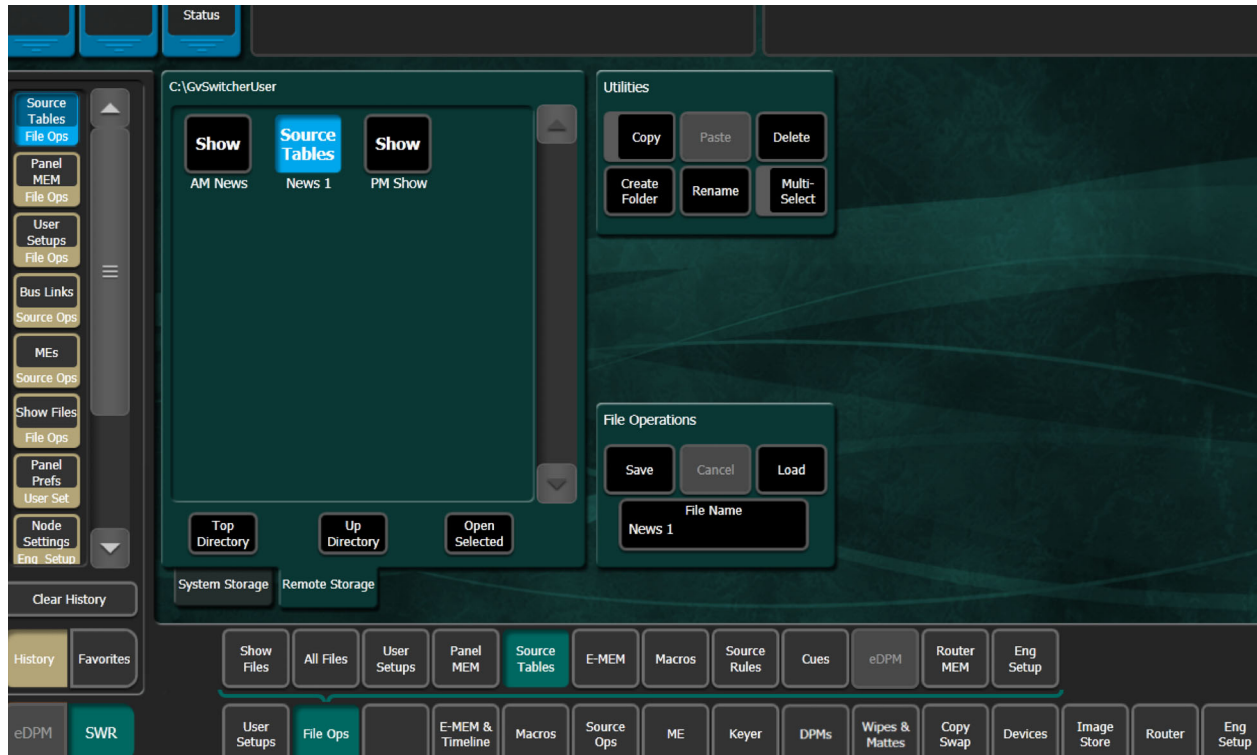 Status
C:\GvSwitcherUser
Utilities
Source
Tables
File Ops
Panel
MEM
File Ops
User
Setups
File Ops
Bus Links
Source Ops
MEs
Source Ops
Show Files
File Ops
Panel
Prefs
User Set
Node
Settings
Eng Setup
Clear History
History
Favorites
eDPM
SWR
Show
AM News
Source
Tables
News 1
Show
PM Show
Top
Directory
Up
Directory
Open
Selected
System Storage
Remote Storage
Copy
Paste
Delete
Create
Folder
Rename
Multi-
Select
File Operations
Save
Cancel
Load
File Name
News 1
Show
Files
All Files
User
Setups
Panel
MEM
Source
Tables
E-MEM
Macros
Source
Rules
Cues
eDPM
Router
MEM
Eng
Setup
User
Setups
File Ops
E-MEM &
Timeline
Macros
Source
Ops
ME
Keyer
DPMs
Wipes &
Mattes
Copy
Swap
Devices
Image
Store
Router
Eng
Setup